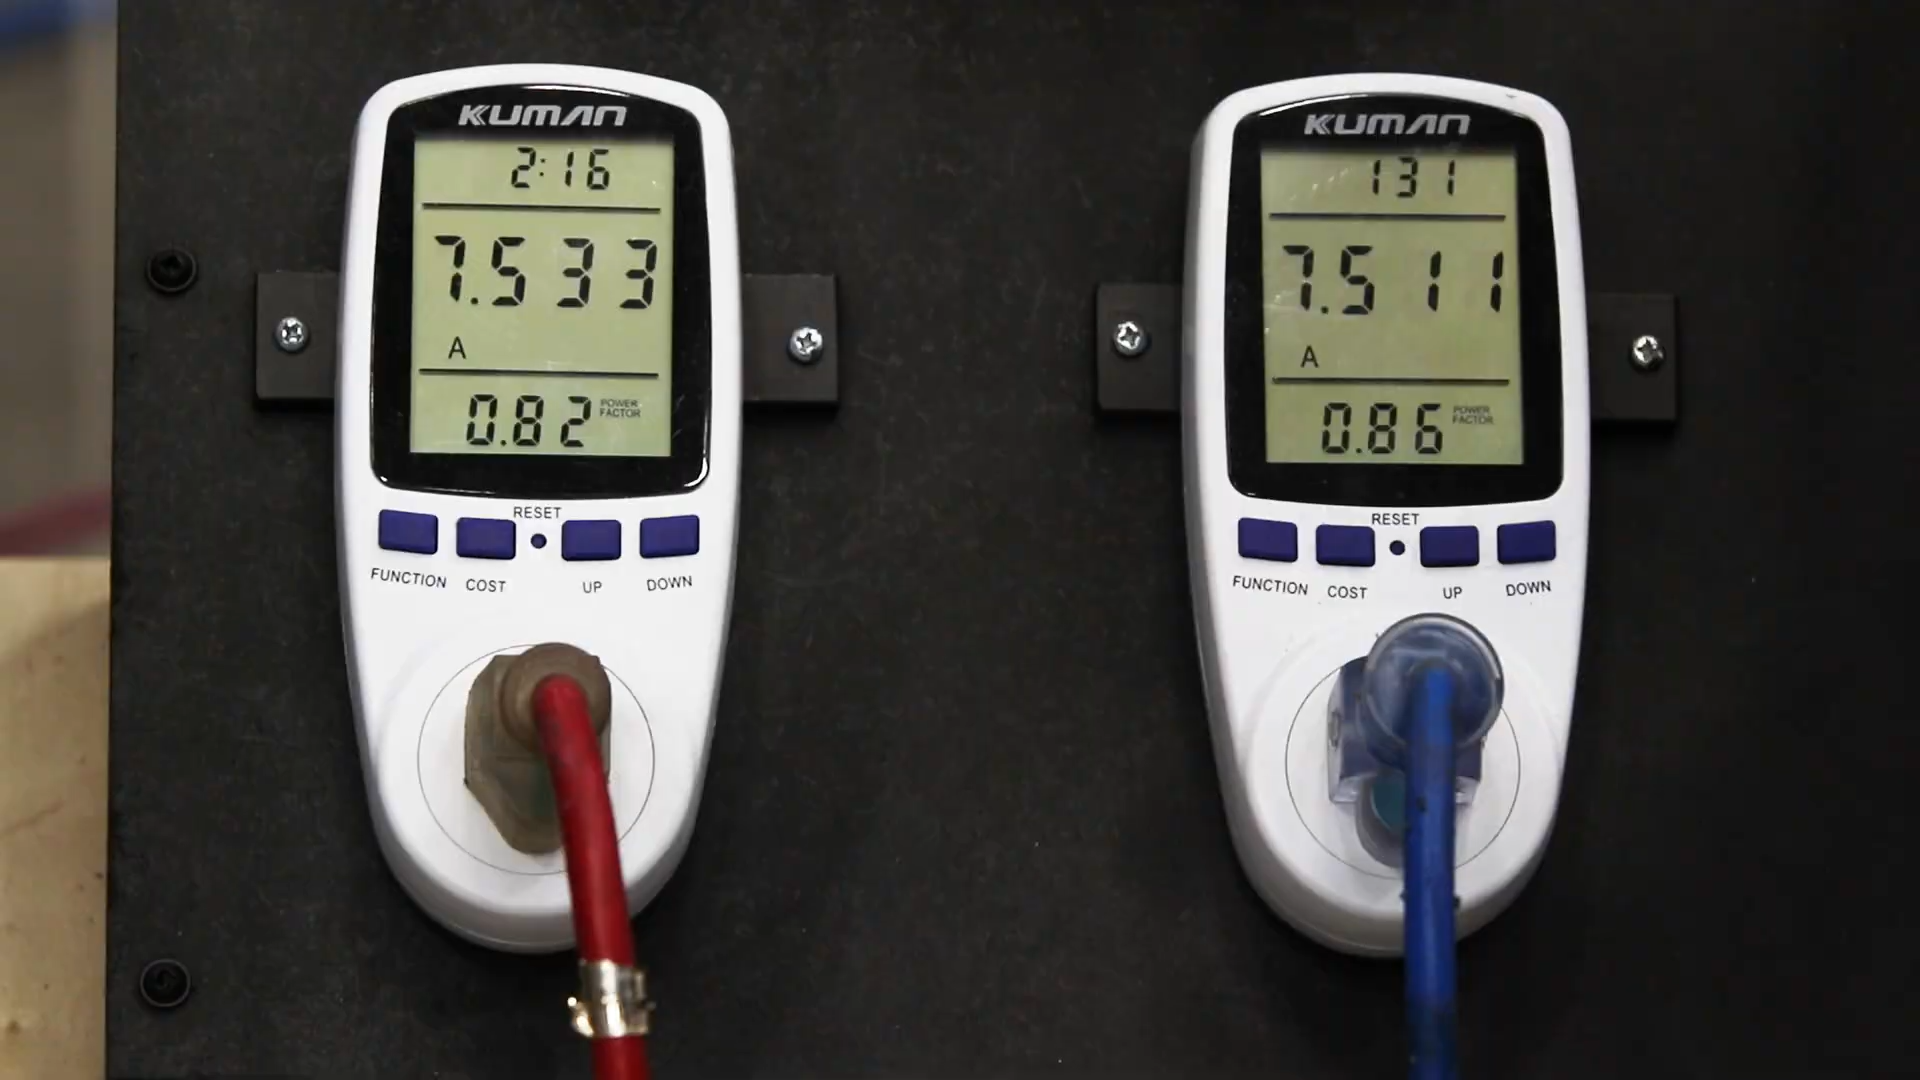 KUMAN
2:16
7.533
A
0.82 POWER FACTOR
RESET
FUNCTION COST UP DOWN
KUMAN
131
7.511
A
0.86 POWER FACTOR
RESET
FUNCTION COST UP DOWN